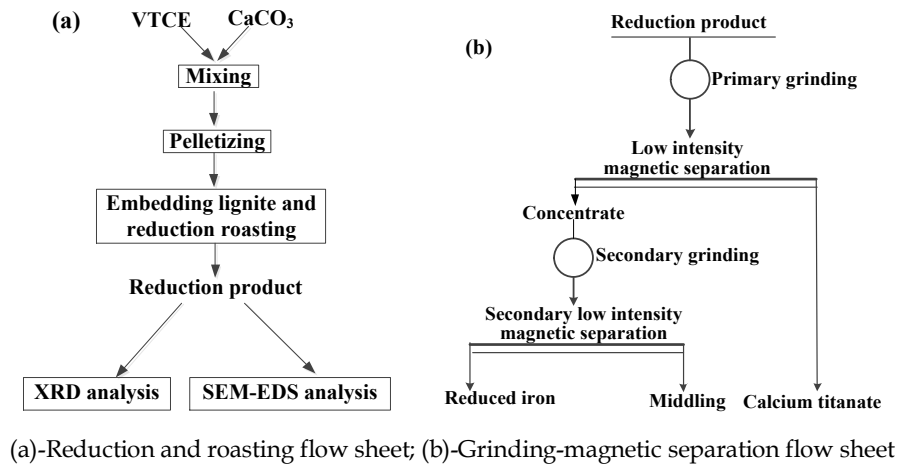 (a)
VTCE CaCO₃
Mixing
Pelletizing
Embedding lignite and
reduction roasting
Reduction product
XRD analysis SEM-EDS analysis
(b)
Reduction product
Primary grinding
Low intensity
magnetic separation
Concentrate
Secondary grinding
Secondary low intensity
magnetic separation
Reduced iron Middling Calcium titanate
(a)-Reduction and roasting flow sheet; (b)-Grinding-magnetic separation flow sheet